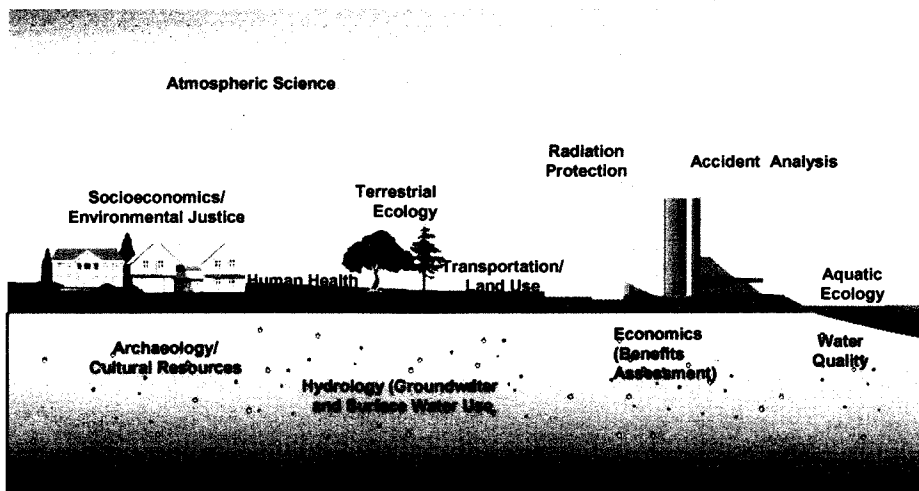 Atmospheric Science
Radiation
Protection
Accident Analysis
Socioeconomics/
Environmental Justice
Terrestrial
Ecology
Human Health
Transportation/
Land Use
Aquatic
Ecology
Archaeology/
Cultural Resources
Hydrology (Groundwater
and Surface Water Use,
Economics
(Benefits
Assessment)
Water
Quality